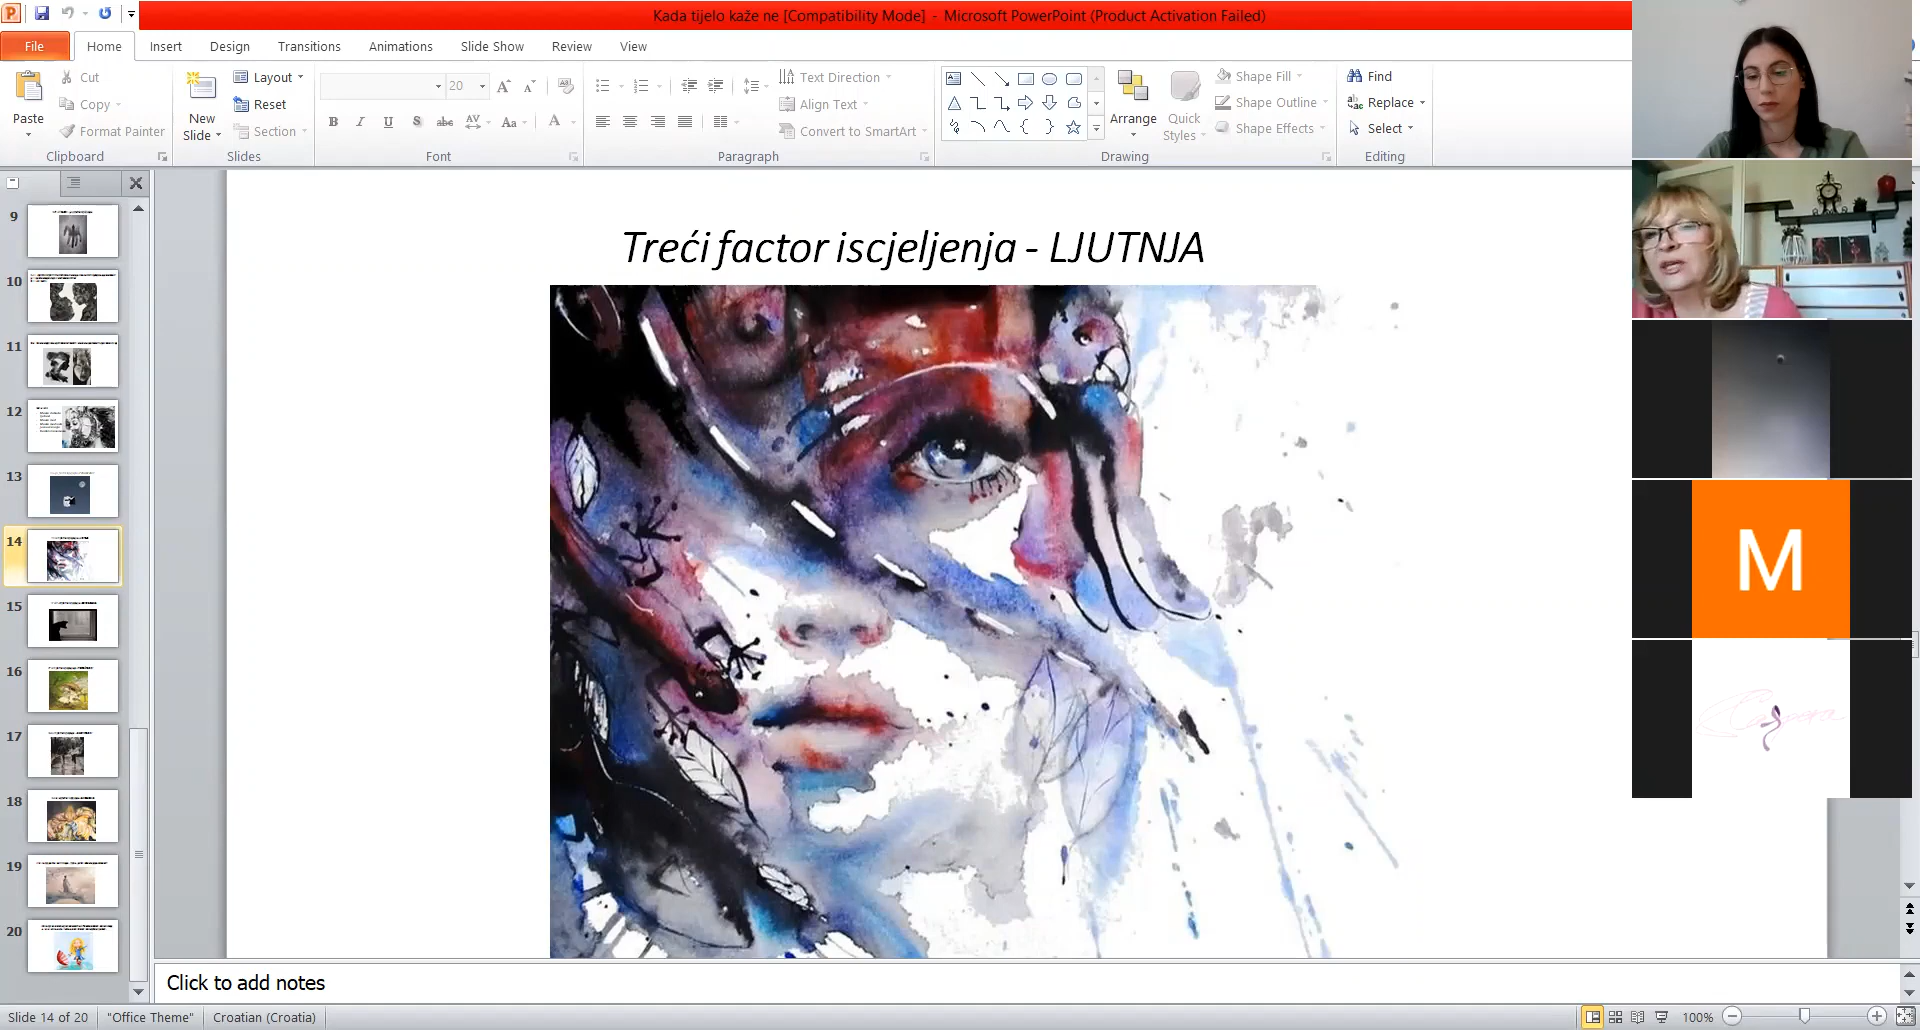 Kada tijelo kaže ne [Compatibility Mode] - Microsoft PowerPoint (Product Activation Failed)
File Home Insert Design Transitions Animations Slide Show Review View
Paste
Cut
Copy
Format Painter
Clipboard
New Slide
Layout
Reset
Section
Slides
20
B I U S abc AV Aa A
Font
Text Direction
Align Text
Convert to SmartArt
Paragraph
Arrange
Quick Styles
Shape Fill
Shape Outline
Shape Effects
Drawing
Find
Replace
Select
Editing
9
10
11
12
13
14
15
16
17
18
19
20
Treći factor iscjeljenja - LJUTNJA
M
Click to add notes
Slide 14 of 20 "Office Theme" Croatian (Croatia) 100%